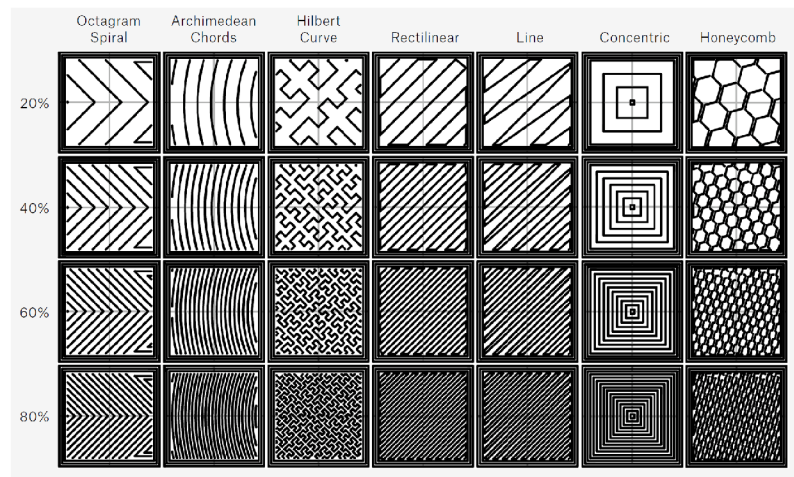 Octagram
Spiral
Archimedean
Chords
Hilbert
Curve
Rectilinear
Line
Concentric
Honeycomb
20%
40%
60%
80%